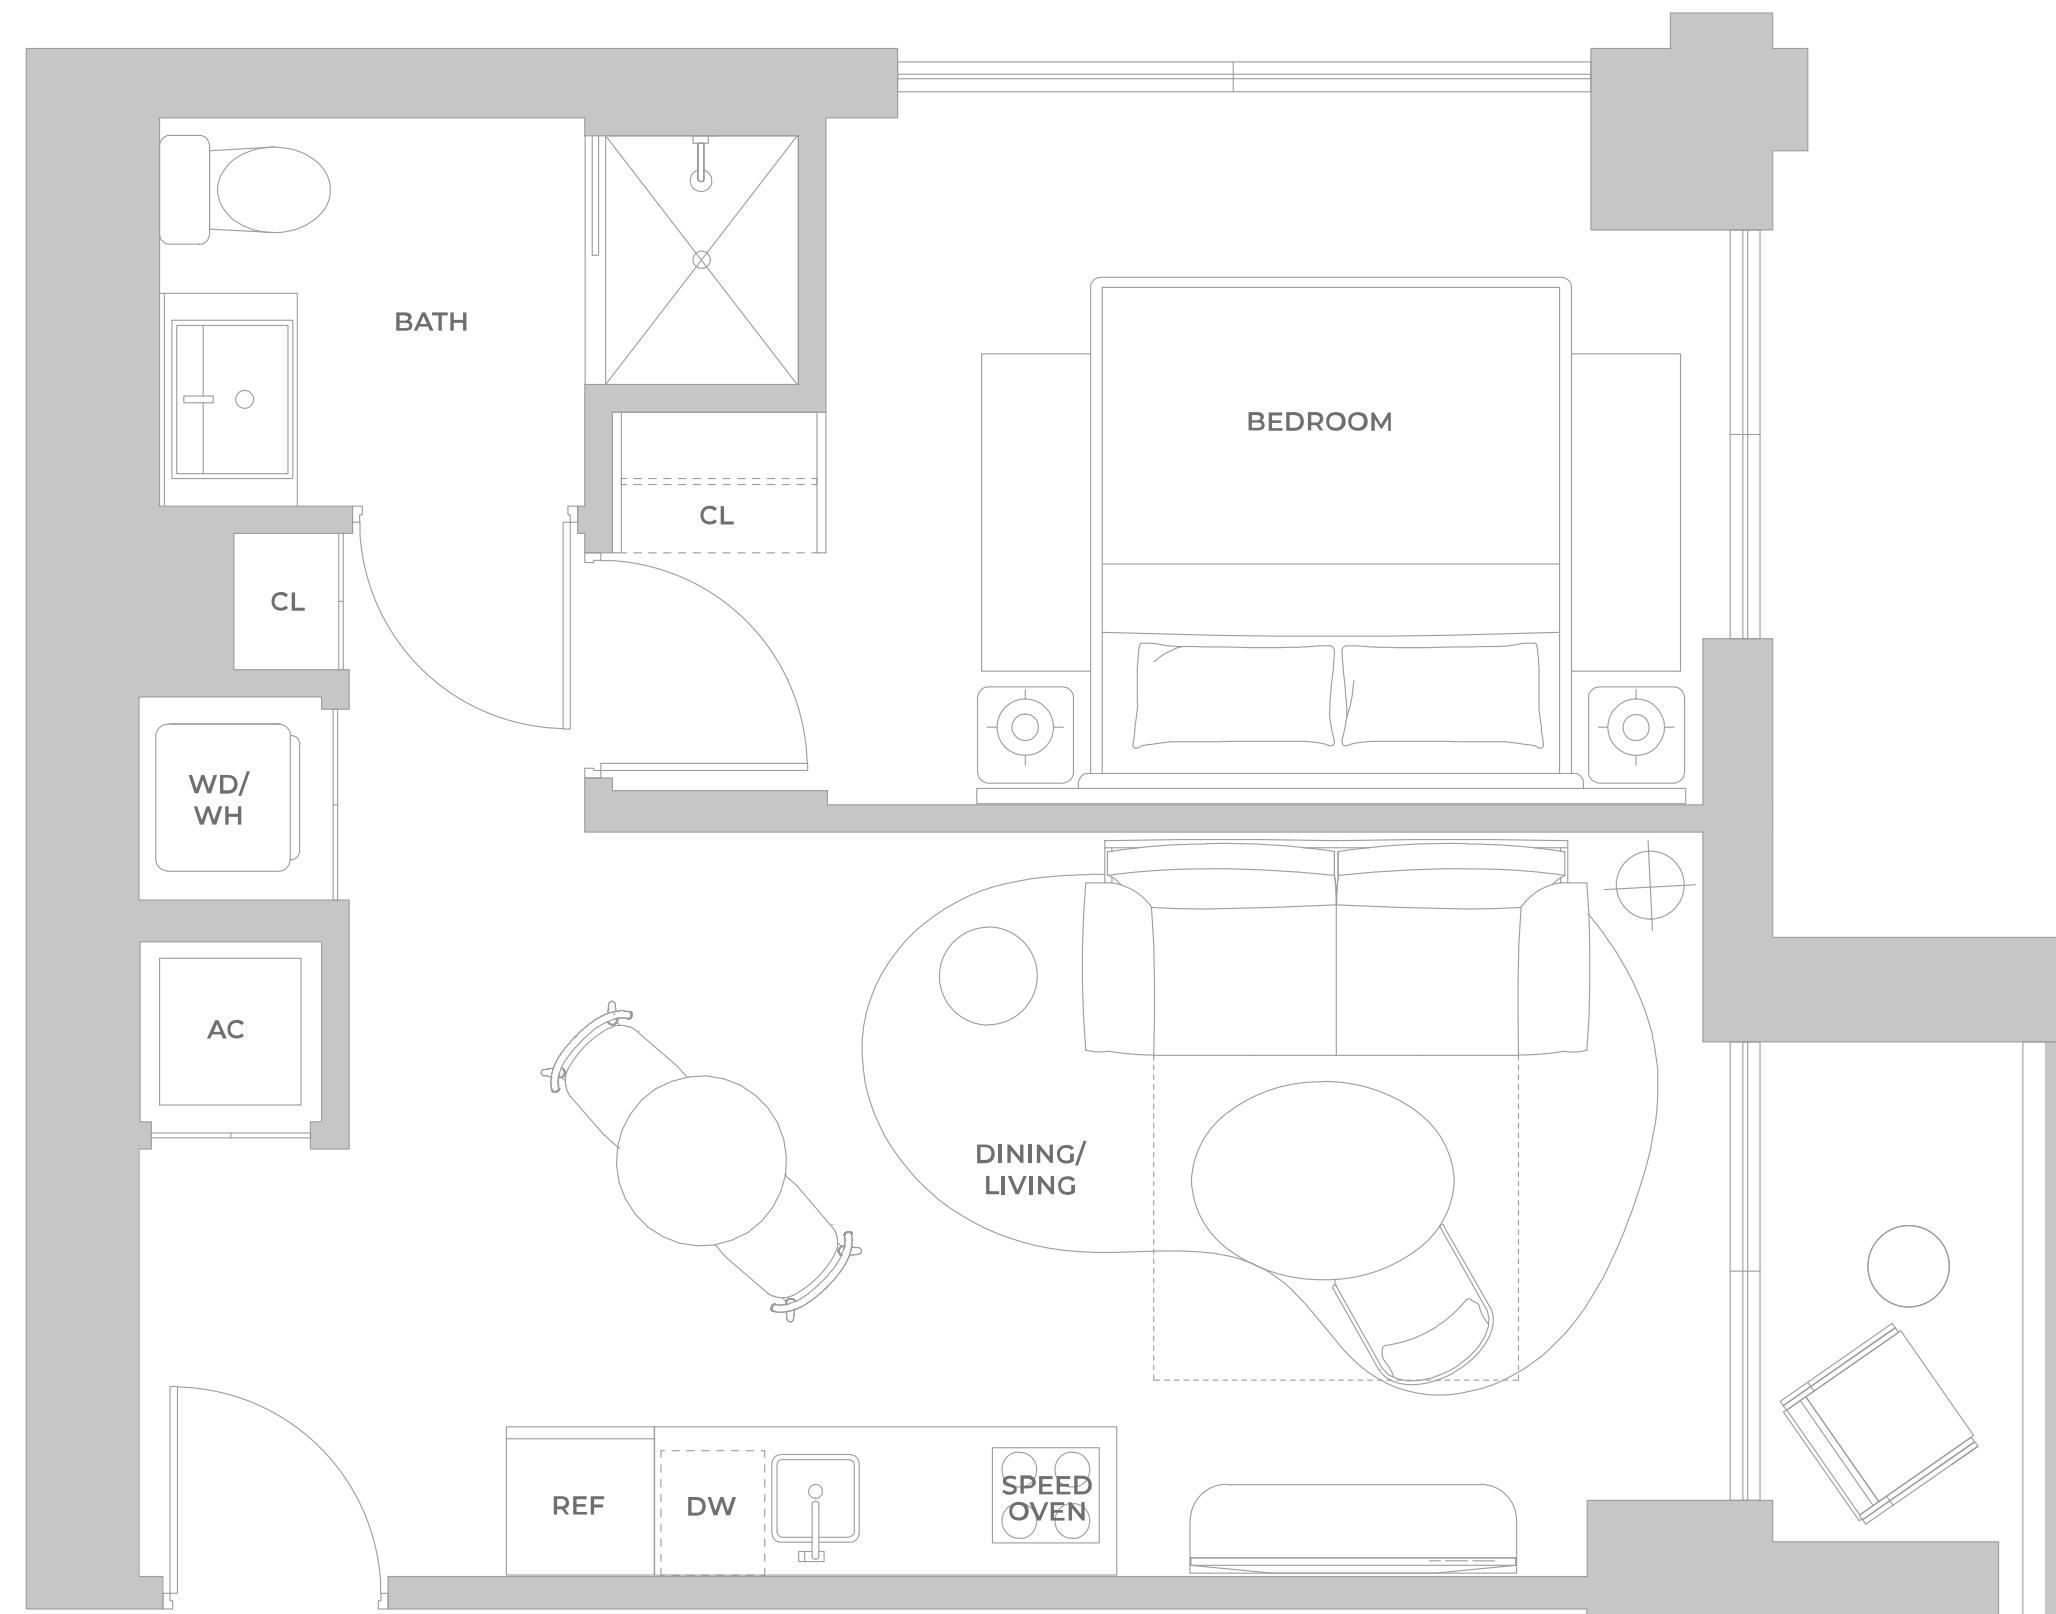 BATH
BEDROOM
CL
CL
WD/
WH
AC
DINING/
LIVING
REF
DW
SPEED
OVEN